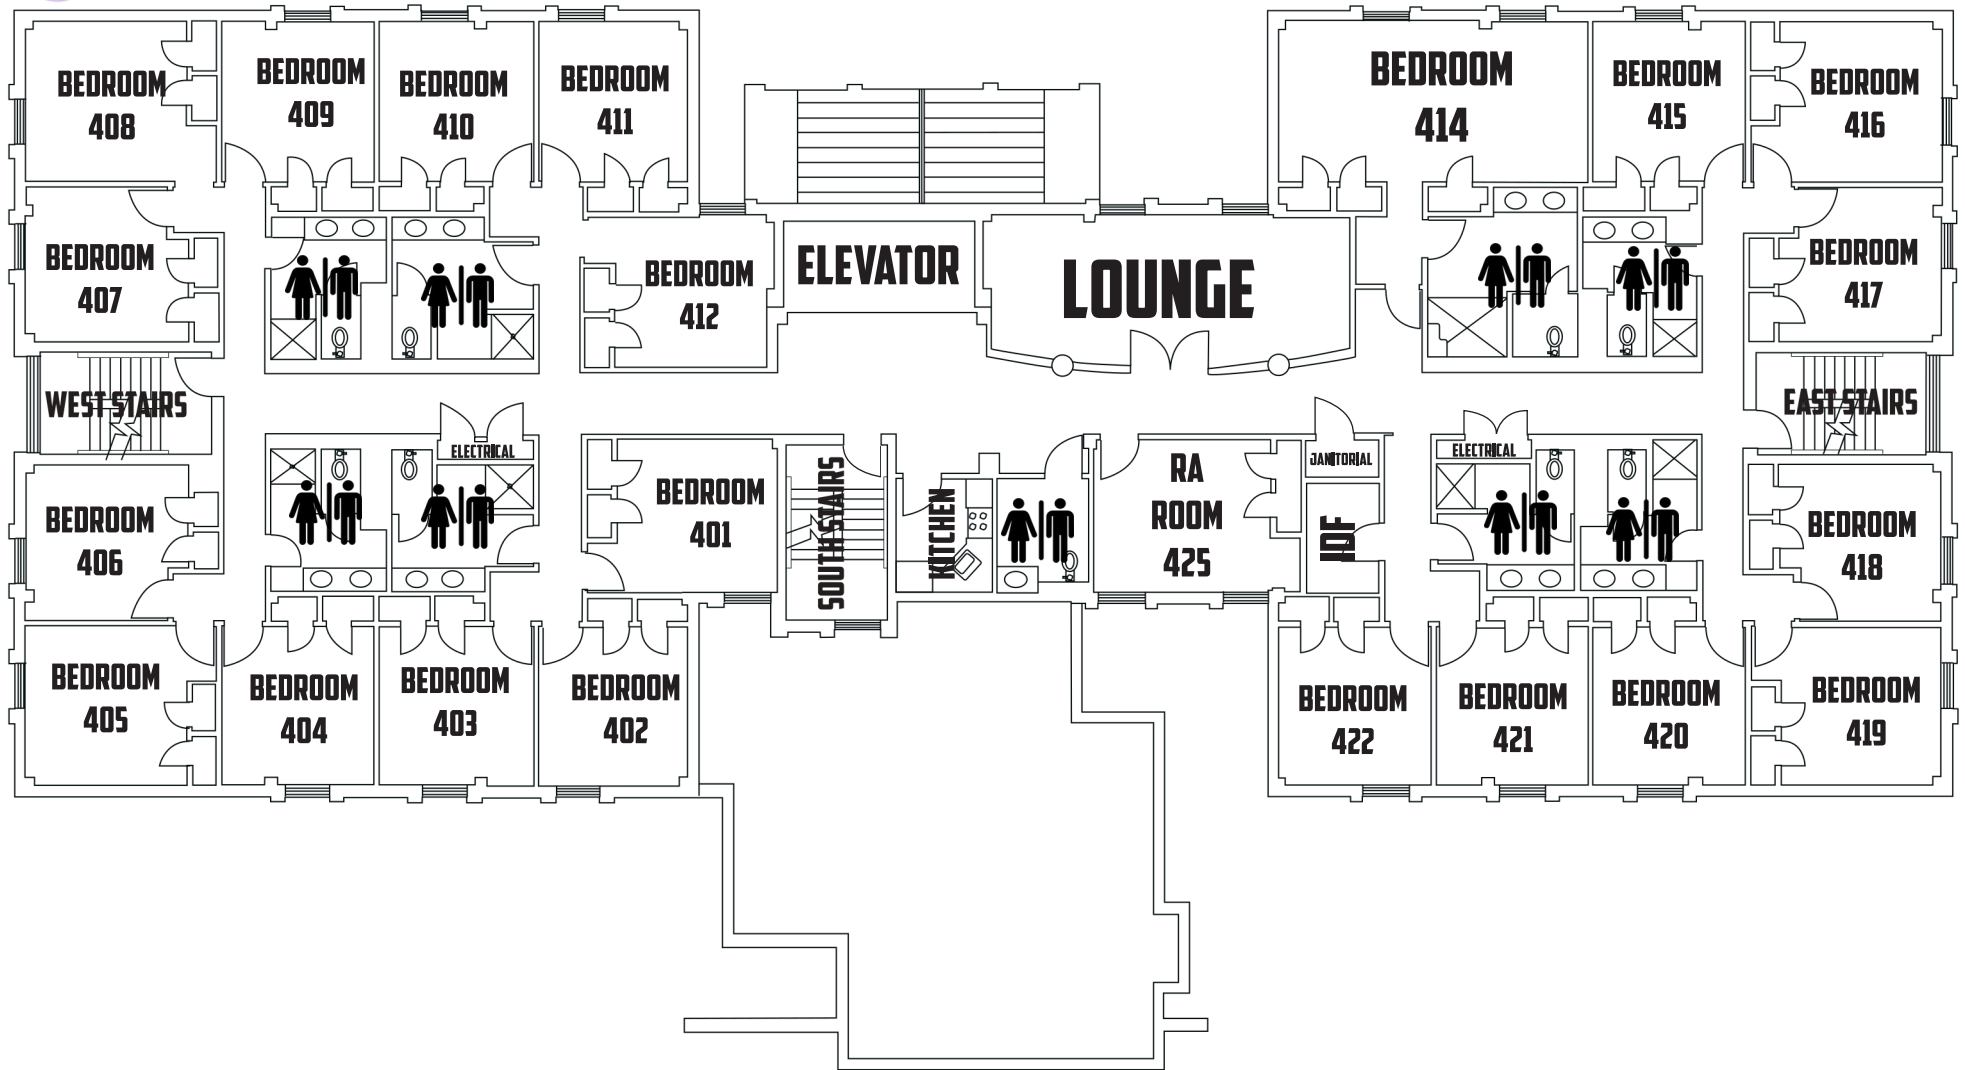 BEDROOM
408
BEDROOM
409
BEDROOM
410
BEDROOM
411
BEDROOM
414
BEDROOM
415
BEDROOM
416
BEDROOM
407
BEDROOM
412
ELEVATOR
LOUNGE
BEDROOM
417
WEST STAIRS
EAST STAIRS
ELECTRICAL
ELECTRICAL
JANITORIAL
BEDROOM
406
BEDROOM
401
SOUTH STAIRS
KITCHEN
RA
ROOM
425
IDF
BEDROOM
418
BEDROOM
405
BEDROOM
404
BEDROOM
403
BEDROOM
402
BEDROOM
422
BEDROOM
421
BEDROOM
420
BEDROOM
419